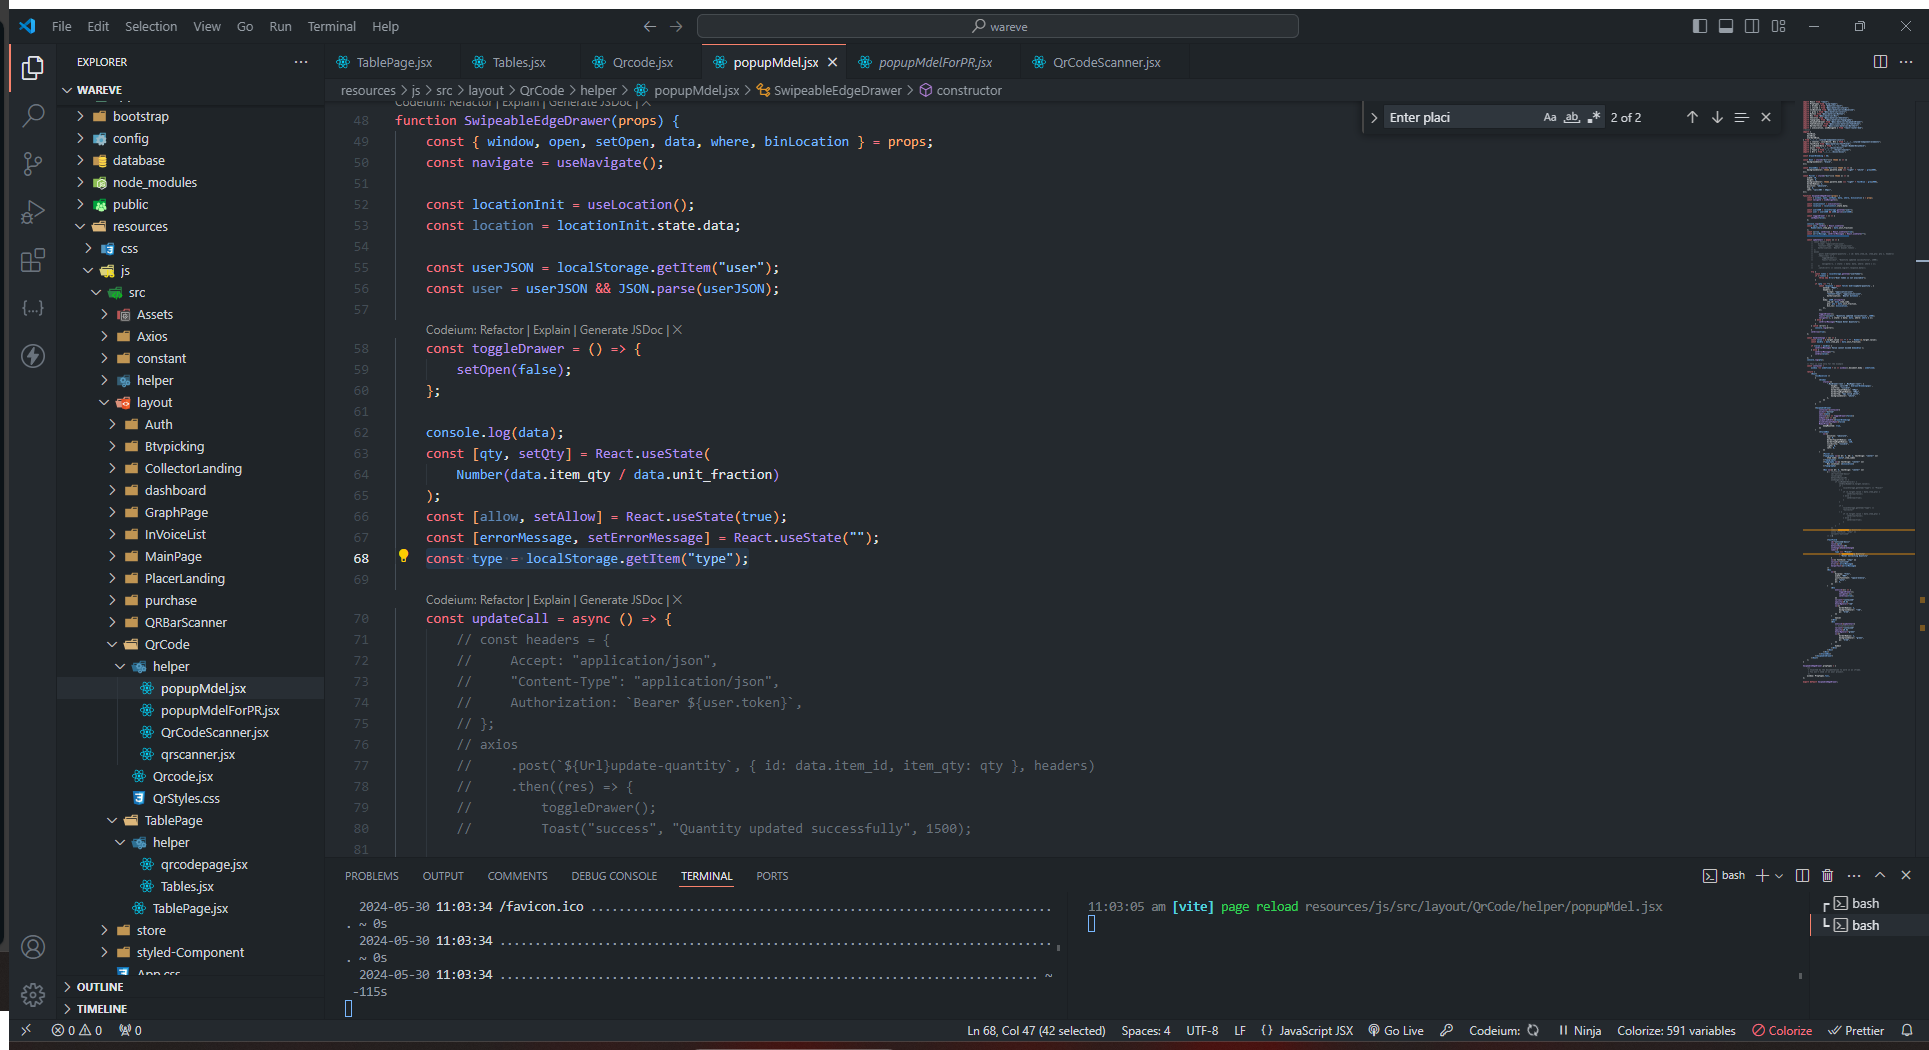 File Edit Selection View Go Run Terminal Help
wareve
EXPLORER
WAREVE
bootstrap
config
database
node_modules
public
resources
css
js
src
Assets
Axios
constant
helper
layout
Auth
Btvpicking
CollectorLanding
dashboard
GraphPage
InVoiceList
MainPage
PlacerLanding
purchase
QRBarScanner
QrCode
helper
popupMdel.jsx
popupMdelForPR.jsx
QrCodeScanner.jsx
qrscanner.jsx
Qrcode.jsx
QrStyles.css
TablePage
helper
qrcodepage.jsx
Tables.jsx
TablePage.jsx
store
styled-Component
App.css
OUTLINE
TIMELINE
TablePage.jsx Tables.jsx Qrcode.jsx popupMdel.jsx popupMdelForPR.jsx QrCodeScanner.jsx
resources > js > src > layout > QrCode > helper > popupMdel.jsx > SwipeableEdgeDrawer > constructor
Enter placi Aa ab .* 2 of 2
Codeium: Refactor | Explain | Generate JSDoc | X
48 function SwipeableEdgeDrawer(props) {
49 const { window, open, setOpen, data, where, binLocation } = props;
50 const navigate = useNavigate();
51
52 const locationInit = useLocation();
53 const location = locationInit.state.data;
54
55 const userJSON = localStorage.getItem("user");
56 const user = userJSON && JSON.parse(userJSON);
57
Codeium: Refactor | Explain | Generate JSDoc | X
58 const toggleDrawer = () => {
59 setOpen(false);
60 };
61
62 console.log(data);
63 const [qty, setQty] = React.useState(
64 Number(data.item_qty / data.unit_fraction)
65 );
66 const [allow, setAllow] = React.useState(true);
67 const [errorMessage, setErrorMessage] = React.useState("");
68 const type = localStorage.getItem("type");
69
Codeium: Refactor | Explain | Generate JSDoc | X
70 const updateCall = async () => {
71 // const headers = {
72 // Accept: "application/json",
73 // "Content-Type": "application/json",
74 // Authorization: `Bearer ${user.token}`,
75 // };
76 // axios
77 // .post(`${Url}update-quantity`, { id: data.item_id, item_qty: qty }, headers)
78 // .then((res) => {
79 // toggleDrawer();
80 // Toast("success", "Quantity updated successfully", 1500);
81
PROBLEMS OUTPUT COMMENTS DEBUG CONSOLE TERMINAL PORTS
bash
2024-05-30 11:03:34 /favicon.ico ............................................................
. ~ 0s
2024-05-30 11:03:34 ........................................................................
. ~ 0s
2024-05-30 11:03:34 ...................................................................... ~
-115s
11:03:05 am [vite] page reload resources/js/src/layout/QrCode/helper/popupMdel.jsx
bash
bash
0 0 0 Ln 68, Col 47 (42 selected) Spaces: 4 UTF-8 LF {} JavaScript JSX Go Live Codeium: Ninja Colorize: 591 variables Colorize Prettier